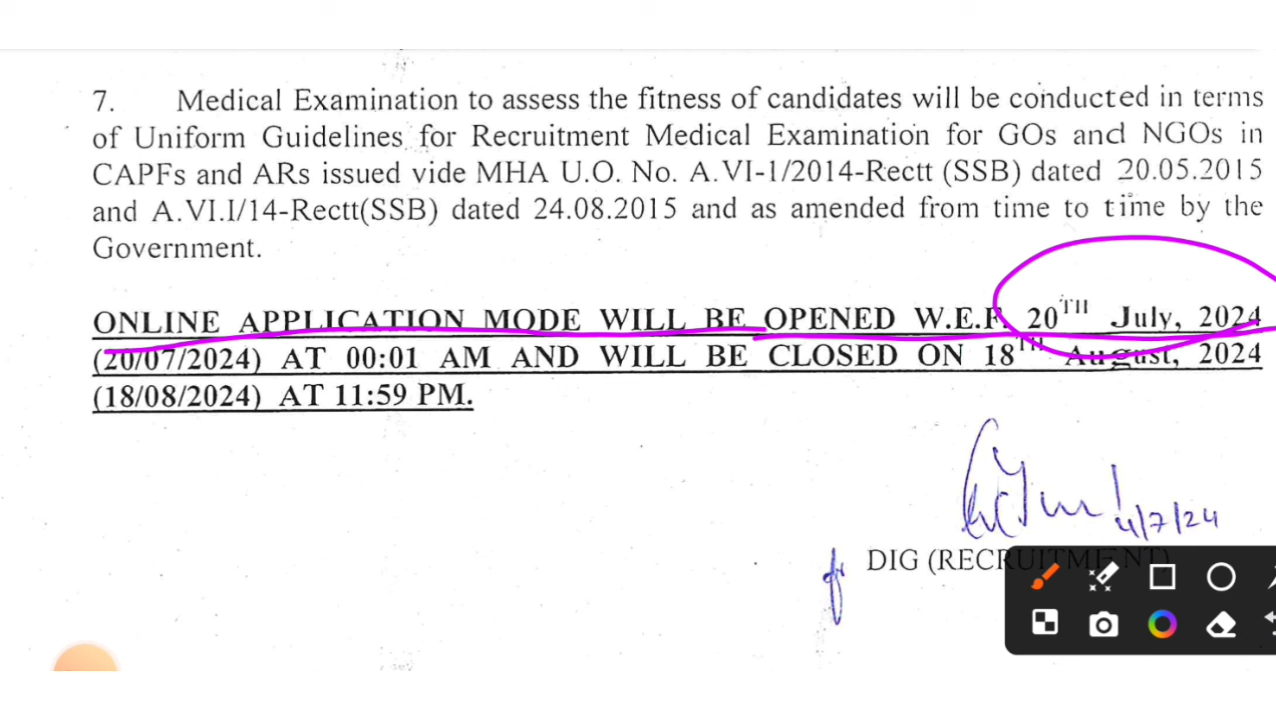 7. Medical Examination to assess the fitness of candidates will be conducted in terms
of Uniform Guidelines for Recruitment Medical Examination for GOs and NGOs in
CAPFs and ARs issued vide MHA U.O. No. A.VI-1/2014-Rectt (SSB) dated 20.05.2015
and A.VI.I/14-Rectt(SSB) dated 24.08.2015 and as amended from time to time by the
Government.
ONLINE APPLICATION MODE WILL BE OPENED W.E.F. 20TH July, 2024
(20/07/2024) AT 00:01 AM AND WILL BE CLOSED ON 18TH August, 2024
(18/08/2024) AT 11:59 PM.
4/7/24
DIG (RECRUITMENT)